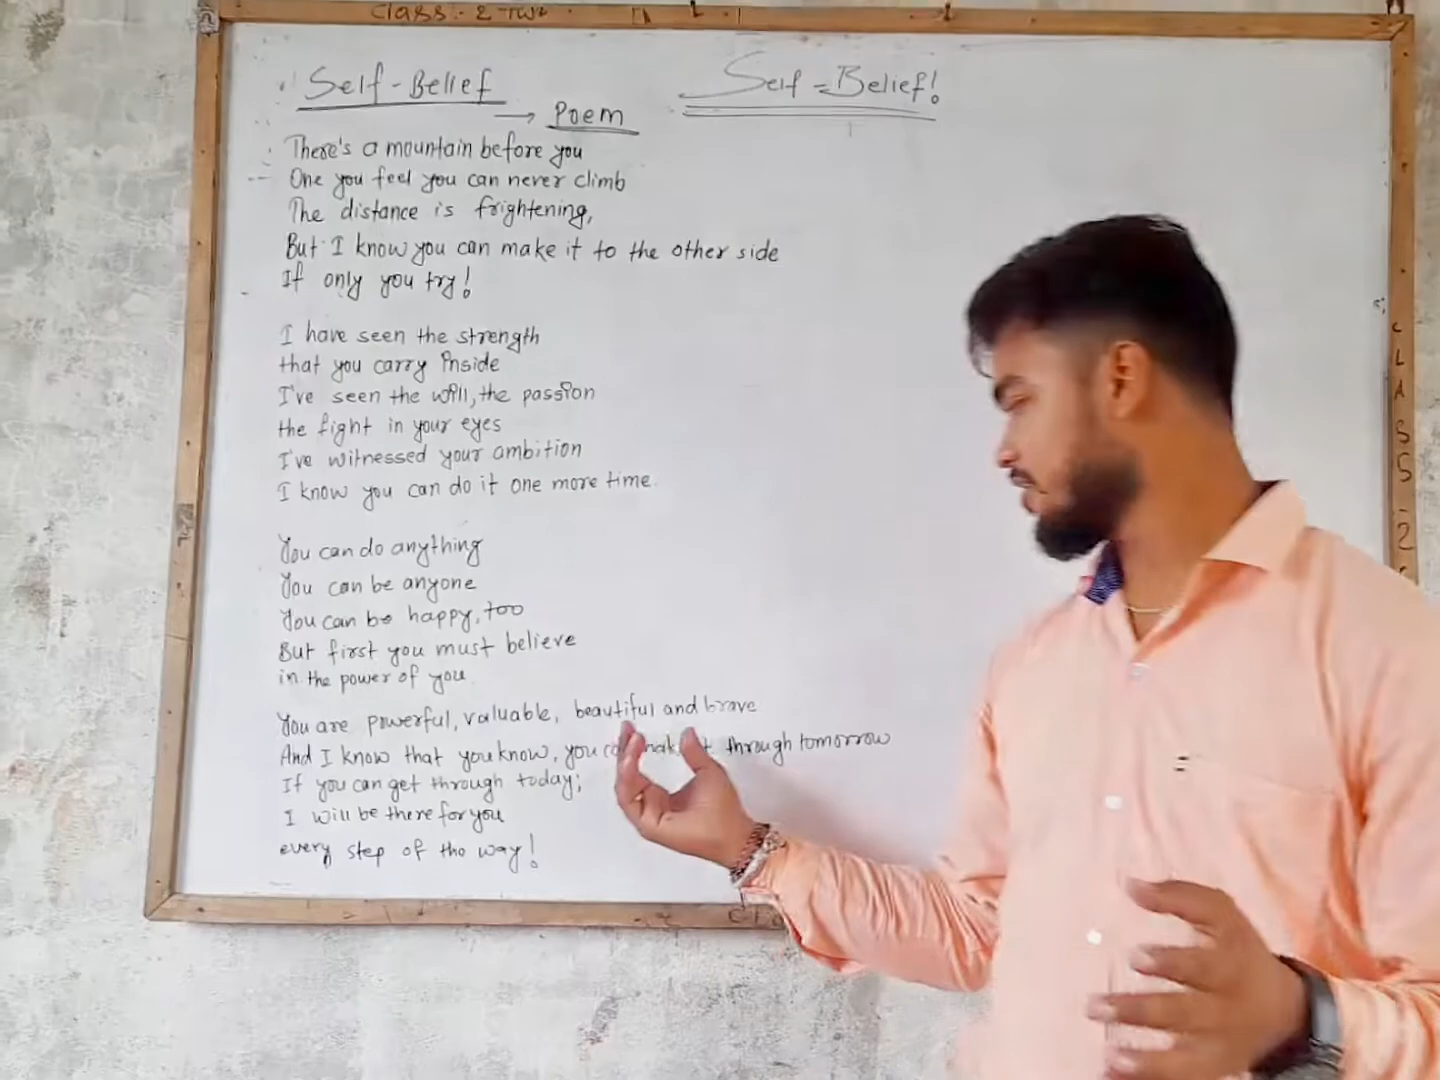 Class - 2 TWO
Self - Belief
Self = Belief!
→ Poem
There's a mountain before you
One you feel you can never climb
The distance is frightening,
But I know you can make it to the other side
If only you try!
I have seen the strength
that you carry inside
I've seen the will, the passion
the fight in your eyes
I've witnessed your ambition
I know you can do it one more time.
You can do anything
You can be anyone
You can be happy, too
But first you must believe
in the power of you
You are powerful, valuable, beautiful and brave
And I know that you know, you through tomorrow
If you can get through today;
I will be there for you
every step of the way!
CLASS - 2